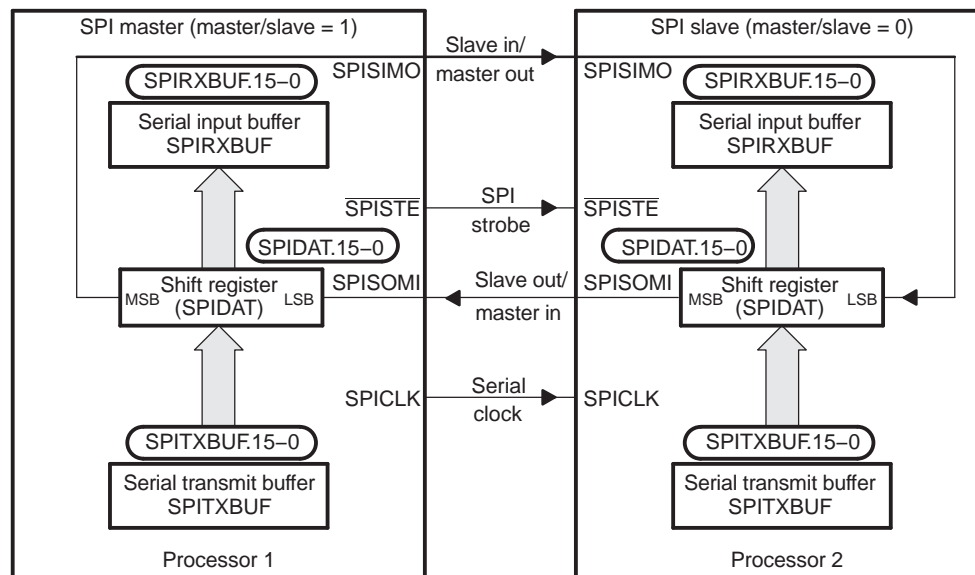 SPI master (master/slave = 1)
SPIRXBUF.15–0
Serial input buffer
SPIRXBUF
SPIDAT.15–0
MSB
Shift register
(SPIDAT)
LSB
SPITXBUF.15–0
Serial transmit buffer
SPITXBUF
Processor 1
SPISIMO
Slave in/
master out
SPISIMO
SPISTE
SPI
strobe
SPISTE
SPISOMI
Slave out/
master in
SPISOMI
SPICLK
Serial
clock
SPICLK
SPI slave (master/slave = 0)
SPIRXBUF.15–0
Serial input buffer
SPIRXBUF
SPIDAT.15–0
MSB
Shift register
(SPIDAT)
LSB
SPITXBUF.15–0
Serial transmit buffer
SPITXBUF
Processor 2